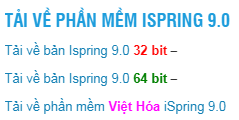 TẢI VỀ PHẦN MỀM ISPRING 9.0
Tải về bản Ispring 9.0 32 bit –
Tải về bản Ispring 9.0 64 bit –
Tải về phần mềm Việt Hóa iSpring 9.0